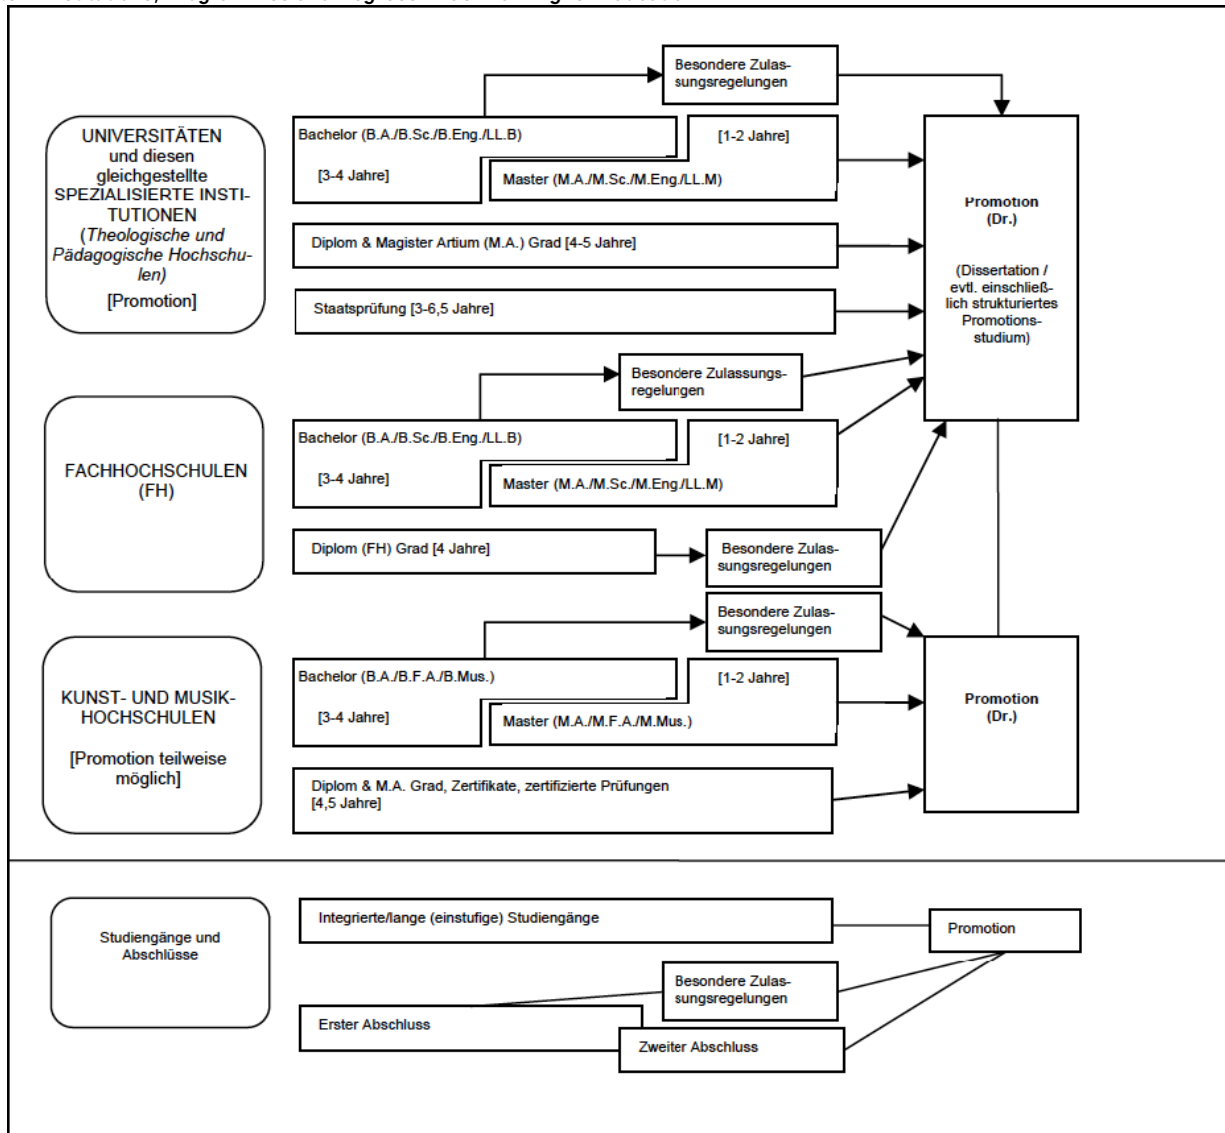 Besondere Zulas-
sungsregelungen
UNIVERSITÄTEN
und diesen
gleichgestellte
SPEZIALISIERTE INSTI-
TUTIONEN
(Theologische und
Pädagogische Hochschu-
len)
[Promotion]
Bachelor (B.A./B.Sc./B.Eng./LL.B)
[1-2 Jahre]
[3-4 Jahre]
Master (M.A./M.Sc./M.Eng./LL.M)
Diplom & Magister Artium (M.A.) Grad [4-5 Jahre]
Staatsprüfung [3-6,5 Jahre]
Promotion
(Dr.)
(Dissertation /
evtl. einschließ-
lich strukturiertes
Promotions-
studium)
Besondere Zulassungs-
regelungen
FACHHOCHSCHULEN
(FH)
Bachelor (B.A./B.Sc./B.Eng./LL.B)
[1-2 Jahre]
[3-4 Jahre]
Master (M.A./M.Sc./M.Eng./LL.M)
Diplom (FH) Grad [4 Jahre]
Besondere Zulas-
sungsregelungen
Besondere Zulas-
sungsregelungen
KUNST- UND MUSIK-
HOCHSCHULEN
[Promotion teilweise
möglich]
Bachelor (B.A./B.F.A./B.Mus.)
[1-2 Jahre]
[3-4 Jahre]
Master (M.A./M.F.A./M.Mus.)
Diplom & M.A. Grad, Zertifikate, zertifizierte Prüfungen
[4,5 Jahre]
Promotion
(Dr.)
Studiengänge und
Abschlüsse
Integrierte/lange (einstufige) Studiengänge
Promotion
Besondere Zulas-
sungsregelungen
Erster Abschluss
Zweiter Abschluss